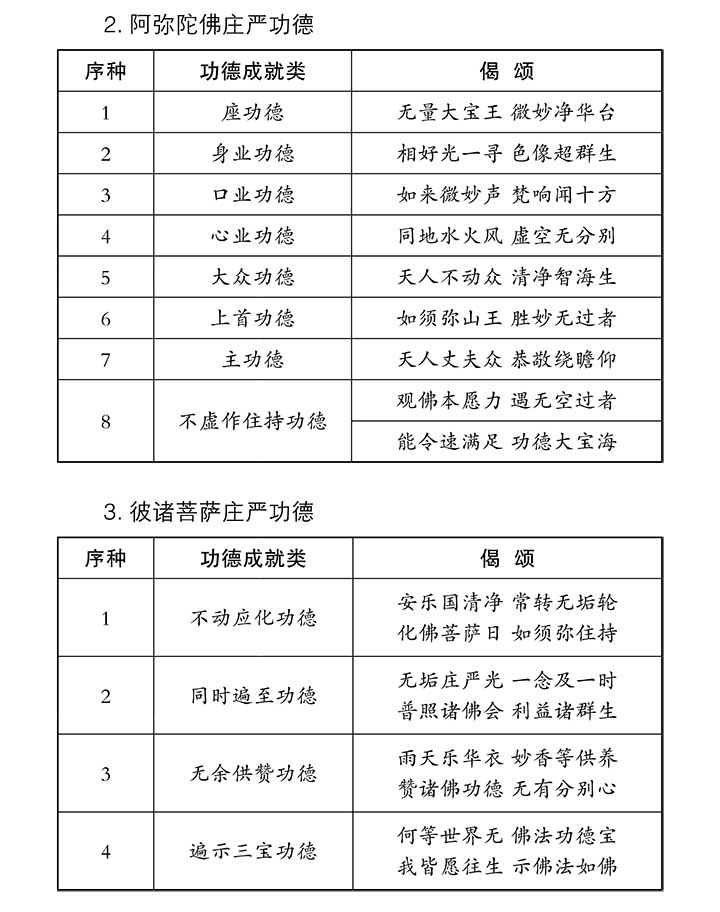 2. 阿弥陀佛庄严功德
序种 功德成就类 偈 颂
1 座功德 无量大宝王 微妙净华台
2 身业功德 相好光一寻 色像超群生
3 口业功德 如来微妙声 梵响闻十方
4 心业功德 同地水火风 虚空无分别
5 大众功德 天人不动众 清净智海生
6 上首功德 如须弥山王 胜妙无过者
7 主功德 天人丈夫众 恭敬绕瞻仰
8 不虚作住持功德 观佛本愿力 遇无空过者
能令速满足 功德大宝海
3. 彼诸菩萨庄严功德
序种 功德成就类 偈 颂
1 不动应化功德 安乐国清净 常转无垢轮
化佛菩萨日 如须弥住持
2 同时遍至功德 无垢庄严光 一念及一时
普照诸佛会 利益诸群生
3 无余供赞功德 雨天乐华衣 妙香等供养
赞诸佛功德 无有分别心
4 遍示三宝功德 何等世界无 佛法功德宝
我皆愿往生 示佛法如佛